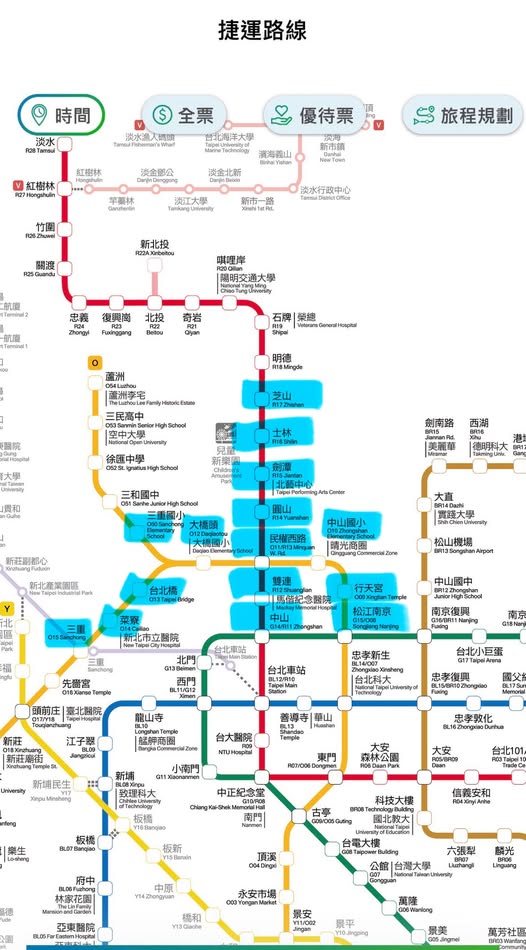 捷運路線
時間
全票
優待票
旅程規劃
淡水
R28 Tamsui
淡水漁人碼頭
Tamsui Fisherman's Wharf
台北海洋大學
Taipei University of
Marine Technology
淡海
新市鎮
Danhai
New Town
濱海義山
Binhai Yishan
紅樹林
R27 Hongshulin
紅樹林
Hongshulin
淡金鄧公
Danjin Denggong
淡金北新
Danjin Beixin
淡水行政中心
Tamsui District Office
竿蓁林
Ganzhenlin
淡江大學
Tamkang University
新市一路
Xinshi 1st Rd.
竹圍
R26 Zhuwei
關渡
R25 Guandu
新北投
R22A Xinbeitou
唭哩岸
R20 Qilian
陽明交通大學
National Yang Ming
Chiao Tung University
忠義
R24
Zhongyi
復興崗
R23
Fuxinggang
北投
R22
Beitou
奇岩
R21
Qiyan
石牌
R19
Shipai
榮總
Veterans General Hospital
明德
R18 Mingde
芝山
R17 Zhishan
士林
R16 Shilin
兒童
新樂園
Children's
Amusement
劍潭
R15 Jiantan
北藝中心
Taipei Performing Arts Center
圓山
R14 Yuanshan
民權西路
O11/R13 Minquan
W. Rd.
雙連
R12 Shuanglian
馬偕紀念醫院
Mackay Memorial Hospital
中山
G14/R11 Zhongshan
O
蘆洲
O54 Luzhou
蘆洲李宅
The Luzhou Lee Family Historic Estate
三民高中
O53 Sanmin Senior High School
空中大學
National Open University
徐匯中學
O52 St. Ignatius High School
三和國中
O51 Sanhe Junior High School
三重國小
O50 Sanchong
Elementary
School
大橋頭
O12 Daqiaotou
大橋國小
Daqiao Elementary School
中山國小
O10 Zhongshan
Elementary School
晴光商圈
Qingguang Commercial Zone
台北橋
O13 Taipei Bridge
菜寮
O14 Cailiao
新北市立醫院
New Taipei City Hospital
三重
O15 Sanchong
三重
Sanchong
行天宮
O09 Xingtian Temple
松江南京
G15/O08
Songjiang Nanjing
劍南路
BR15
Jiannan Rd.
美麗華
Miramar
西湖
BR16
Xihu
德明科大
Takming Univ.
大直
BR14 Dazhi
實踐大學
Shih Chien University
松山機場
BR13 Songshan Airport
中山國中
BR12 Zhongshan
Junior High School
南京復興
G16/BR11 Nanjing
Fuxing
台北小巨蛋
G17 Taipei Arena
新莊副都心
Xinzhuang Fuduxin
新北產業園區
New Taipei Industrial Park
Y
先嗇宮
O16 Xianse Temple
頭前庄
O17/Y18
Touqianzhuang
臺北醫院
Taipei Hospital
新莊
O18 Xinzhuang
新莊廟街
Xinzhuang Temple St.
北門
G13 Beimen
台北車站
Taipei Main Station
西門
BL11/G12
Ximen
台北車站
BL12/R10
Taipei
Main
Station
忠孝新生
BL14/O07
Zhongxiao Xinsheng
台北科大
National Taipei University of
Technology
忠孝復興
BL15/BR10 Zhongxiao
Fuxing
忠孝敦化
BL16 Zhongxiao Dunhua
龍山寺
BL10
Longshan Temple
艋舺商圈
Bangka Commercial Zone
台大醫院
R09
NTU Hospital
善導寺
BL13
Shandao
Temple
華山
Huashan
江子翠
BL09
Jiangzicui
小南門
G11 Xiaonanmen
東門
R07/O06 Dongmen
大安
森林公園
R06 Daan Park
大安
R05/BR09
Daan
台北101/
R03 Taipei 101
信義安和
R04 Xinyi Anhe
新埔民生
Y17
Xinpu Minsheng
新埔
BL08 Xinpu
致理科大
Chihlee University
of Technology
中正紀念堂
G10/R08
Chiang Kai-Shek Memorial Hall
南門
Nanmen
古亭
G09/O05 Guting
科技大樓
BR08 Technology Building
國北教大
National Taipei
University of Education
板橋
BL07 Banqiao
板橋
Y16 Banqiao
板新
Y15 Banxin
台電大樓
G08 Taipower Building
六張犁
BR07
Liuzhangli
麟光
BR06
Linguang
樂生
Lo-sheng
府中
BL06 Fuzhong
林家花園
The Lin Family
Mansion and Garden
中原
Y14 Zhongyuan
頂溪
O04 Dingxi
公館
G07
Gongguan
台灣大學
National Taiwan University
永安市場
O03 Yongan Market
萬隆
G06 Wanlong
橋和
Y13 Qiaohe
亞東醫院
BL05 Far Eastern Hospital
景安
Y11/O02
Jingan
景平
Y10 Jingping
景美
G05 Jingmei
萬芳社區